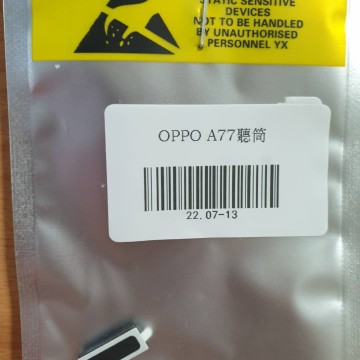 STATIC SENSITIVE
DEVICES
NOT TO BE HANDLED
BY UNAUTHORISED
PERSONNEL YX
OPPO A77聽筒
22.07-13